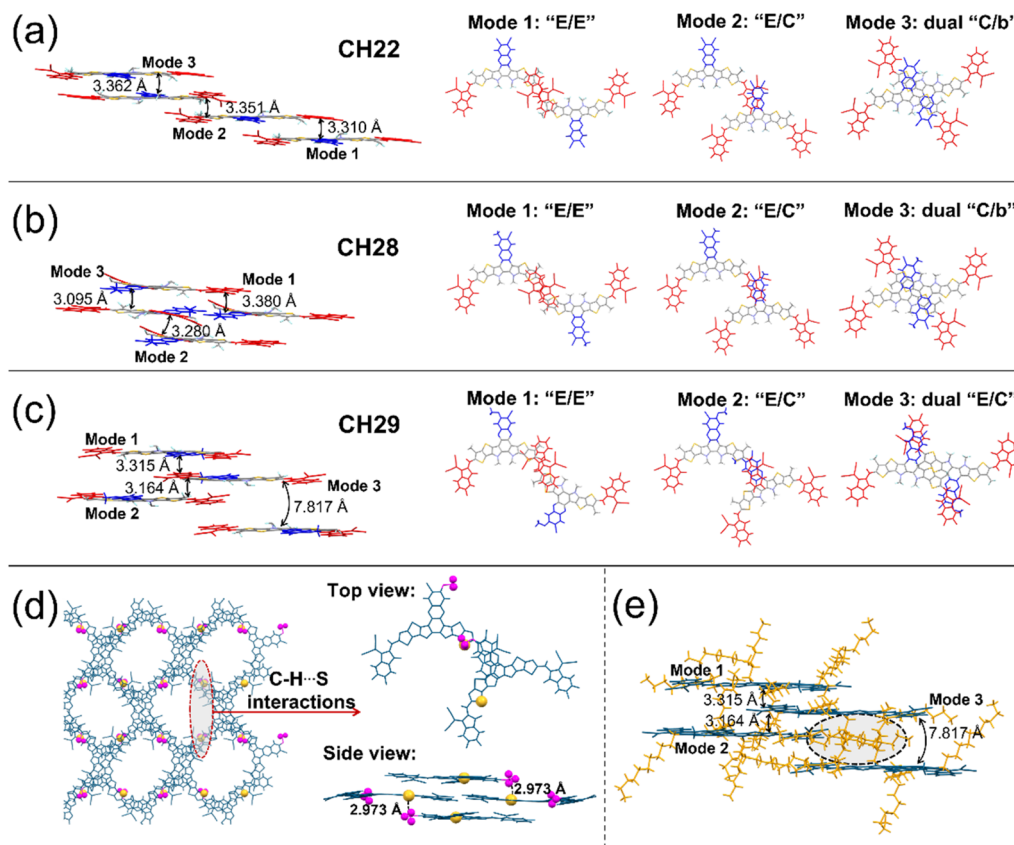 (a)
CH22
Mode 1: “E/E”
Mode 2: “E/C”
Mode 3: dual “C/b”
Mode 3
3.362 Å
3.351 Å
Mode 2
3.310 Å
Mode 1
(b)
CH28
Mode 1: “E/E”
Mode 2: “E/C”
Mode 3: dual “C/b”
Mode 3
Mode 1
3.095 Å
3.380 Å
3.280 Å
Mode 2
(c)
CH29
Mode 1: “E/E”
Mode 2: “E/C”
Mode 3: dual “E/C”
Mode 1
3.315 Å
3.164 Å
Mode 3
7.817 Å
Mode 2
(d)
Top view:
C-H···S
interactions
Side view:
2.973 Å
2.973 Å
(e)
Mode 1
3.315 Å
Mode 3
3.164 Å
7.817 Å
Mode 2